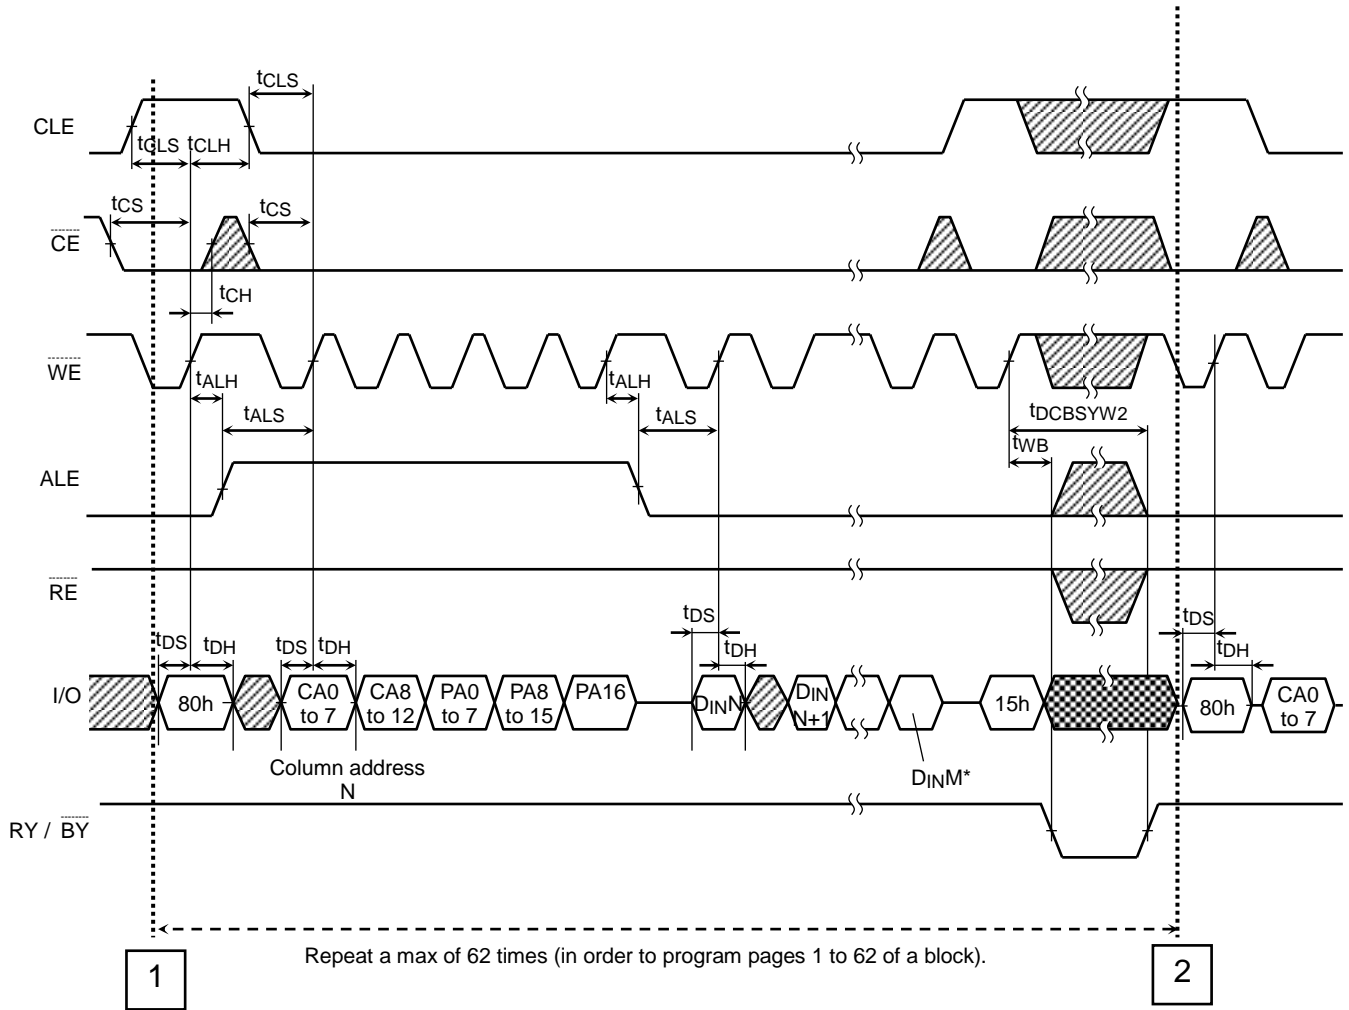 tCLS
CLE
tCLS
tCLH
tCS
tCS
CE
tCH
WE
tALH
tALH
tALS
tALS
tDCBSYW2
tWB
ALE
RE
tDS
tDH
tDS
tDH
tDS
tDH
tDS
tDH
I/O
80h
CA0
to 7
CA8
to 12
PA0
to 7
PA8
to 15
PA16
DINN
DIN
N+1
15h
80h
CA0
to 7
Column address
N
DINM*
RY / BY
Repeat a max of 62 times (in order to program pages 1 to 62 of a block).
1
2